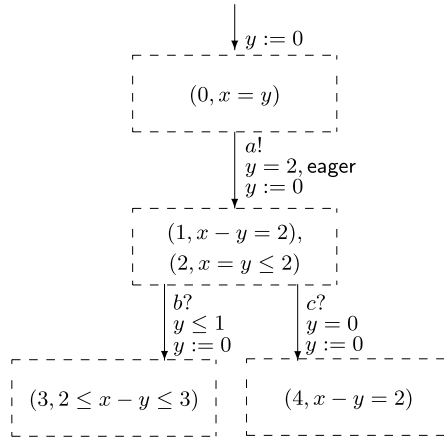 y := 0
(0, x = y)
a!
y = 2, eager
y := 0
(1, x − y = 2),
(2, x = y ≤ 2)
b?
y ≤ 1
y := 0
c?
y = 0
y := 0
(3, 2 ≤ x − y ≤ 3)
(4, x − y = 2)